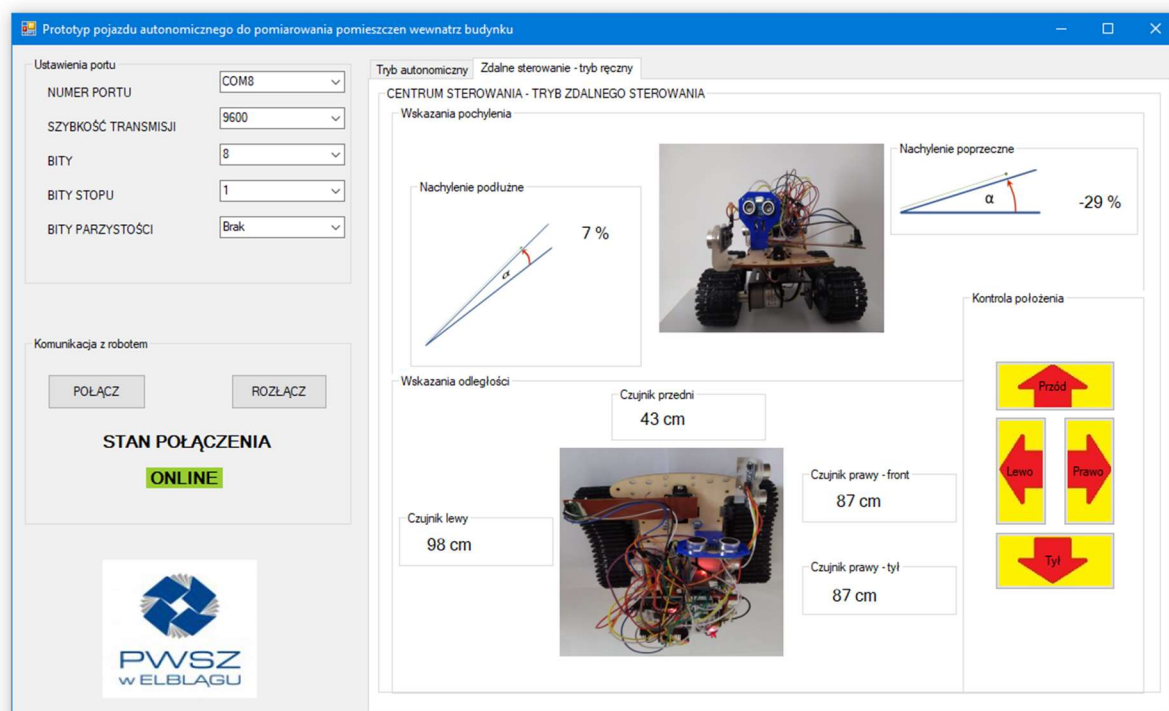 Prototyp pojazdu autonomicznego do pomiarowania pomieszczen wewnatrz budynku
Ustawienia portu
NUMER PORTU
COM8
SZYBKOŚĆ TRANSMISJI
9600
BITY
8
BITY STOPU
1
BITY PARZYSTOŚCI
Brak
Komunikacja z robotem
POŁĄCZ
ROZŁĄCZ
STAN POŁĄCZENIA
ONLINE
PWSZ
W ELBLĄGU
Tryb autonomiczny
Zdalne sterowanie - tryb ręczny
CENTRUM STEROWANIA - TRYB ZDALNEGO STEROWANIA
Wskazania pochylenia
Nachylenie podłużne
α
7 %
Nachylenie poprzeczne
α
-29 %
Wskazania odległości
Czujnik przedni
43 cm
Czujnik lewy
98 cm
Czujnik prawy - front
87 cm
Czujnik prawy - tył
87 cm
Kontrola położenia
Przód
Lewo
Prawo
Tył